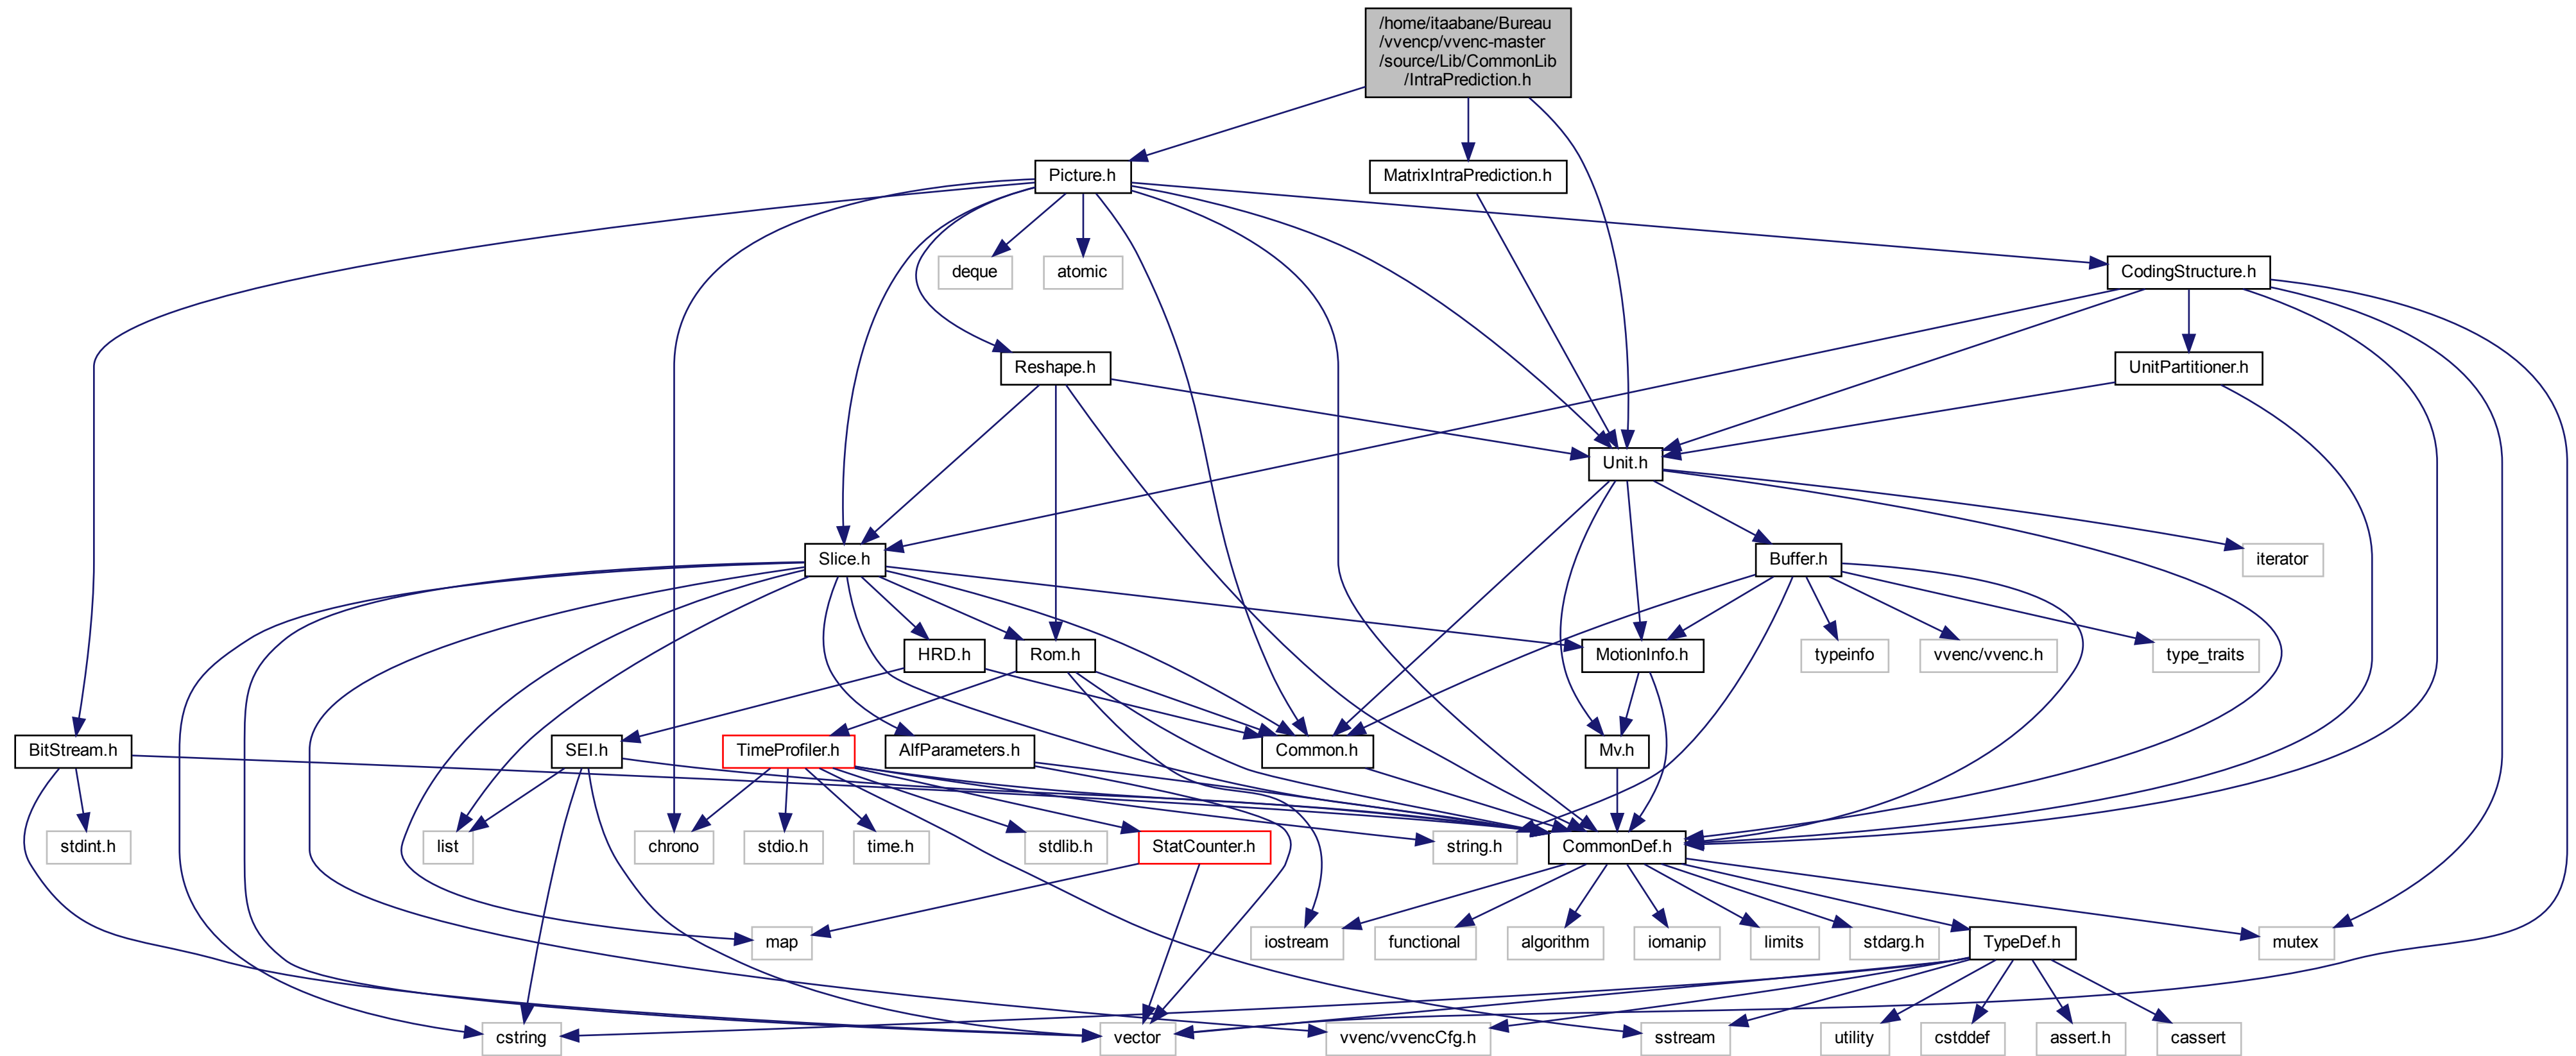 /home/itaabane/Bureau
/vvencp/vvenc-master
/source/Lib/CommonLib
/IntraPrediction.h
Picture.h
MatrixIntraPrediction.h
deque
atomic
CodingStructure.h
Reshape.h
UnitPartitioner.h
Unit.h
Slice.h
Buffer.h
iterator
HRD.h
Rom.h
MotionInfo.h
typeinfo
vvenc/vvenc.h
type_traits
BitStream.h
SEI.h
TimeProfiler.h
AlfParameters.h
Common.h
Mv.h
stdint.h
list
chrono
stdio.h
time.h
stdlib.h
StatCounter.h
string.h
CommonDef.h
map
iostream
functional
algorithm
iomanip
limits
stdarg.h
TypeDef.h
mutex
cstring
vector
vvenc/vvencCfg.h
sstream
utility
cstddef
assert.h
cassert